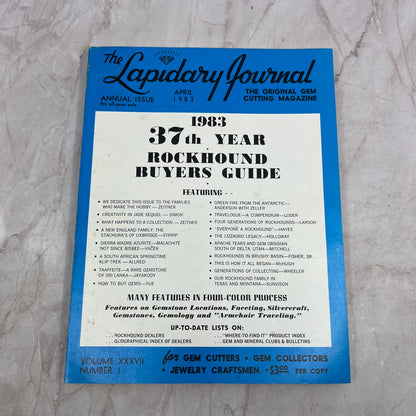 The
Lapidary Journal
ANNUAL ISSUE
for all-year sale
APRIL
1983
THE ORIGINAL GEM
CUTTING MAGAZINE
1983
37th YEAR
ROCKHOUND
BUYERS GUIDE
FEATURING --
• WE DEDICATE THIS ISSUE TO THE FAMILIES
WHO MAKE THE HOBBY — ZEITNER
• CREATIVITY IN JADE SEQUEL — SIMON
• WHAT HAPPENS TO A COLLECTION — ZEITNER
• A NEW ENGLAND FAMILY: THE
STACHURA'S OF UXBRIDGE—STRIPP
• SIERRA MADRE AZURITE—MALACHITE
NOT SINCE BISBEE—VAČEK
• A SOUTH AFRICAN SPRINGTIME
KLIP TREK — ALLRED
• TAAFFEITE—A RARE GEMSTONE
OF SRI LANKA—JAYAKODY
• HOW TO BUY GEMS—YUE
• GREEN FIRE FROM THE ANTARCTIC—
ANDERSON WITH ZELLER
• TRAVELOGUE—A COMPENDIUM—LUDER
• FOUR GENERATIONS OF ROCKHOUNDS—LARSON
• "EVERYONE A ROCKHOUND"—HAYES
• THE LIZZADRO LEGACY—HOLLOWAY
• APACHE TEARS AND GEM OBSIDIAN
SOUTH OF DELTA, UTAH—MITCHELL
• ROCKHOUNDS IN BRUSHY BASIN—FISHER, SR.
• THIS IS HOW IT ALL BEGAN—McHUGH
• GENERATIONS OF COLLECTING—WHEELER
• OUR ROCKHOUND FAMILY IN
TEXAS AND MONTANA—SWINSON
MANY FEATURES IN FOUR-COLOR PROCESS
Features on Gemstone Locations, Faceting, Silvercraft,
Gemstones, Gemology and "Armchair Traveling."
UP-TO-DATE LISTS ON:
. . . ROCKHOUND DEALERS
. . . GEOGRAPHICAL INDEX OF DEALERS
. . . "WHERE-TO-FIND-IT" PRODUCT INDEX
. . . GEM AND MINERAL CLUBS & BULLETINS
VOLUME XXXVII
NUMBER 1
for GEM CUTTERS • GEM COLLECTORS
• JEWELRY CRAFTSMEN • $3.00 PER COPY